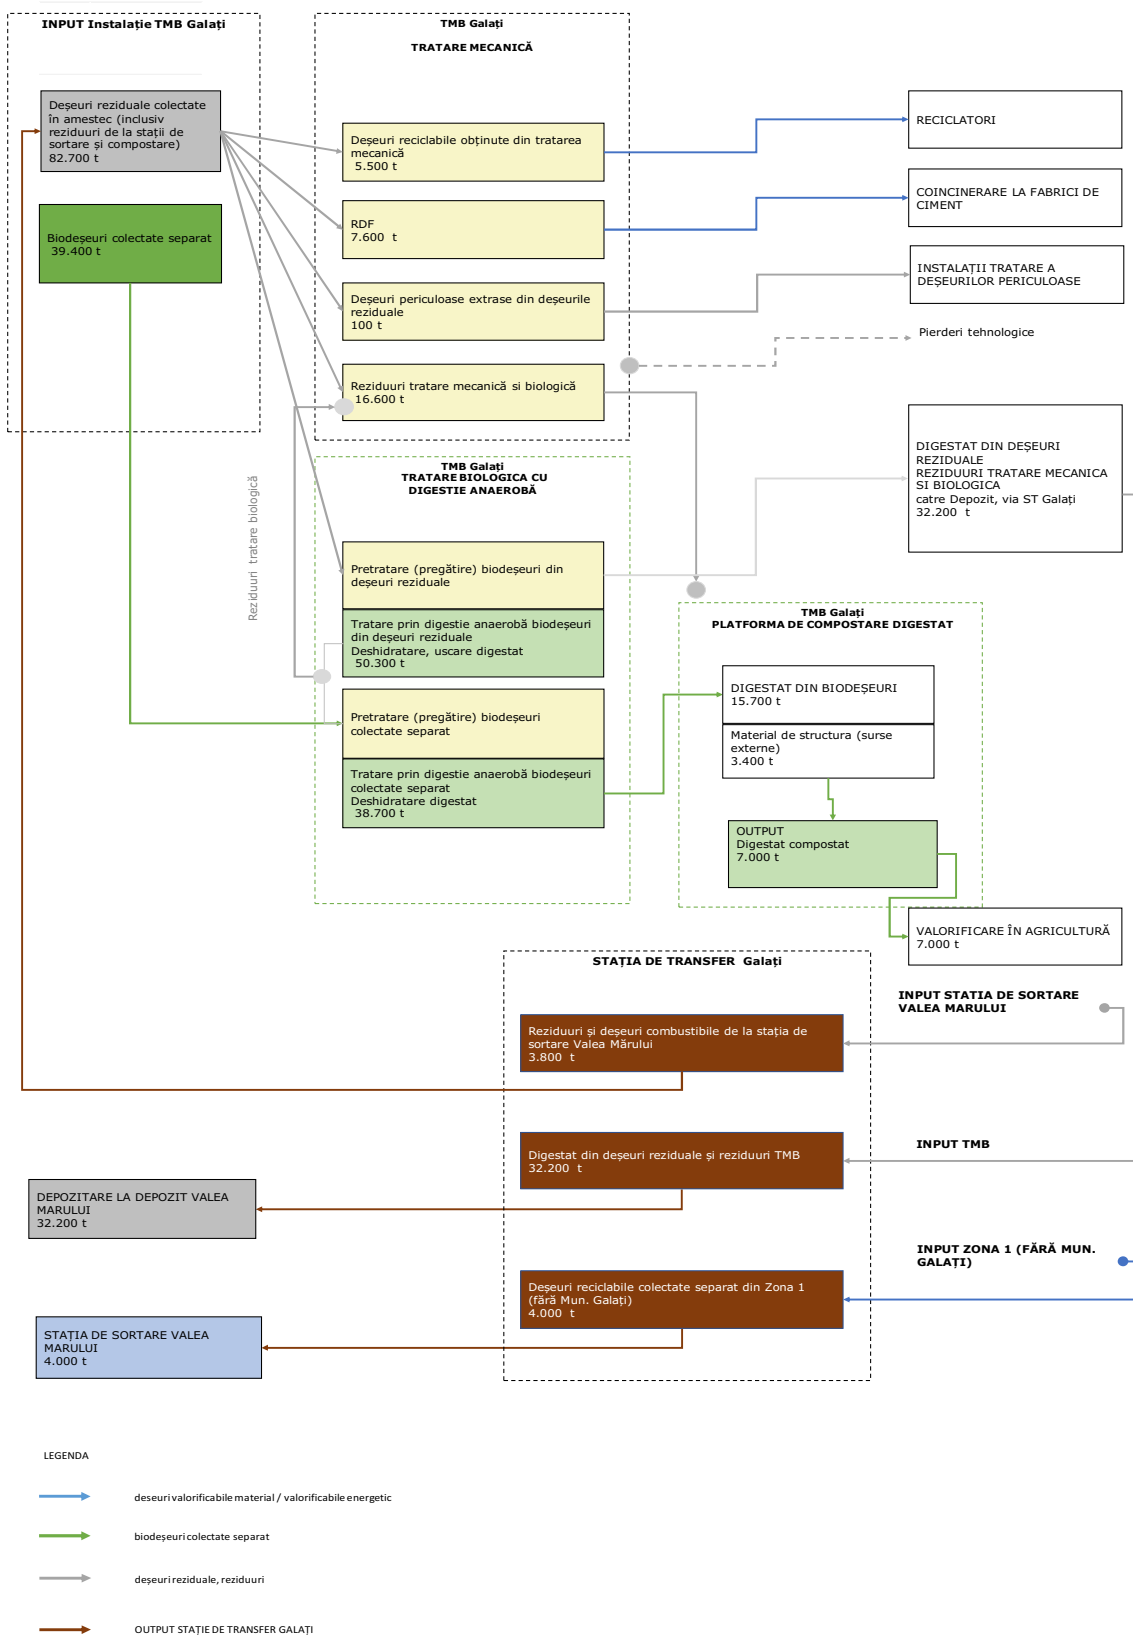 INPUT Instalație TMB Galați
Deșeuri reziduale colectate
în amestec (inclusiv
reziduuri de la stații de
sortare și compostare)
82.700 t
Biodeșeuri colectate separat
39.400 t
TMB Galați
TRATARE MECANICĂ
Deșeuri reciclabile obținute din tratarea
mecanică
5.500 t
RDF
7.600 t
Deșeuri periculoase extrase din deșeurile
reziduale
100 t
Reziduuri tratare mecanică si biologică
16.600 t
RECICLATORI
COINCINERARE LA FABRICI DE
CIMENT
INSTALAȚII TRATARE A
DEȘEURILOR PERICULOASE
Pierderi tehnologice
DIGESTAT DIN DEȘEURI
REZIDUALE
REZIDUURI TRATARE MECANICA
SI BIOLOGICA
catre Depozit, via ST Galați
32.200 t
Reziduuri tratare biologică
TMB Galați
TRATARE BIOLOGICA CU
DIGESTIE ANAEROBĂ
Pretratare (pregătire) biodeșeuri din
deșeuri reziduale
Tratare prin digestie anaerobă biodeșeuri
din deșeuri reziduale
Deshidratare, uscare digestat
50.300 t
Pretratare (pregătire) biodeșeuri
colectate separat
Tratare prin digestie anaerobă biodeșeuri
colectate separat
Deshidratare digestat
38.700 t
TMB Galați
PLATFORMA DE COMPOSTARE DIGESTAT
DIGESTAT DIN BIODEȘEURI
15.700 t
Material de structura (surse
externe)
3.400 t
OUTPUT
Digestat compostat
7.000 t
VALORIFICARE ÎN AGRICULTURĂ
7.000 t
STAȚIA DE TRANSFER Galați
INPUT STATIA DE SORTARE
VALEA MARULUI
Reziduuri și deșeuri combustibile de la stația de
sortare Valea Mărului
3.800 t
INPUT TMB
Digestat din deșeuri reziduale și reziduuri TMB
32.200 t
DEPOZITARE LA DEPOZIT VALEA
MARULUI
32.200 t
INPUT ZONA 1 (FĂRĂ MUN.
GALAȚI)
Deșeuri reciclabile colectate separat din Zona 1
(fără Mun. Galați)
4.000 t
STAȚIA DE SORTARE VALEA
MARULUI
4.000 t
LEGENDA
deseuri valorificabile material / valorificabile energetic
biodeșeuri colectate separat
deșeuri reziduale, reziduuri
OUTPUT STAȚIE DE TRANSFER GALAȚI